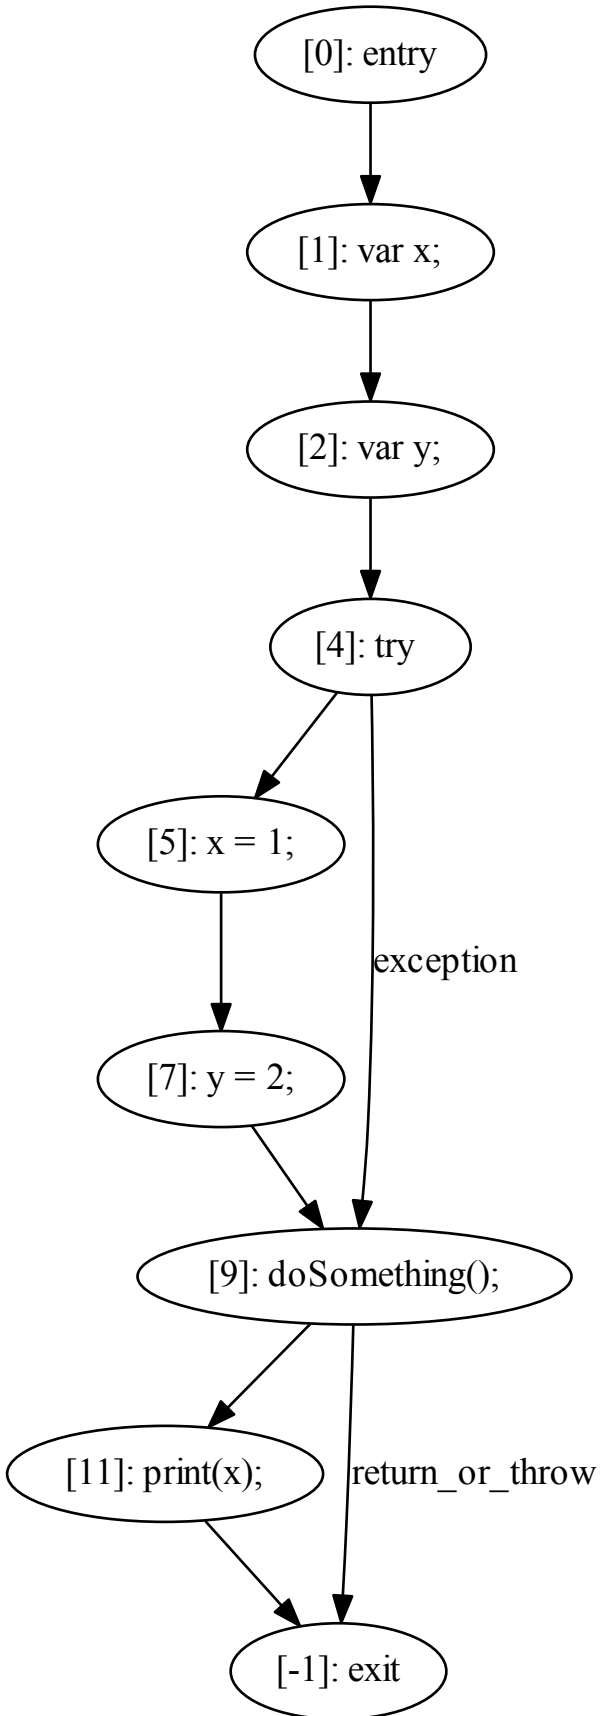 [0]: entry
[1]: var x;
[2]: var y;
[4]: try
[5]: x = 1;
exception
[7]: y = 2;
[9]: doSomething();
[11]: print(x);
return_or_throw
[-1]: exit